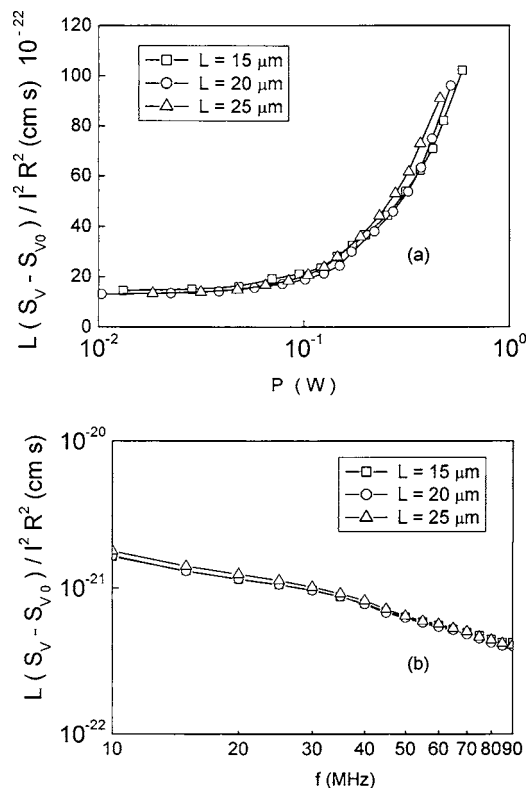 L ( S_V - S_V0 ) / I² R² (cm s) 10⁻²²
120
100
80
60
40
20
0
L = 15 μm
L = 20 μm
L = 25 μm
(a)
10⁻² 10⁻¹ 10⁰
P (W)
L ( S_V - S_V0 ) / I² R² (cm s)
10⁻²⁰
10⁻²¹
10⁻²²
L = 15 μm
L = 20 μm
L = 25 μm
(b)
10 20 30 40 50 60 70 80 90
f (MHz)